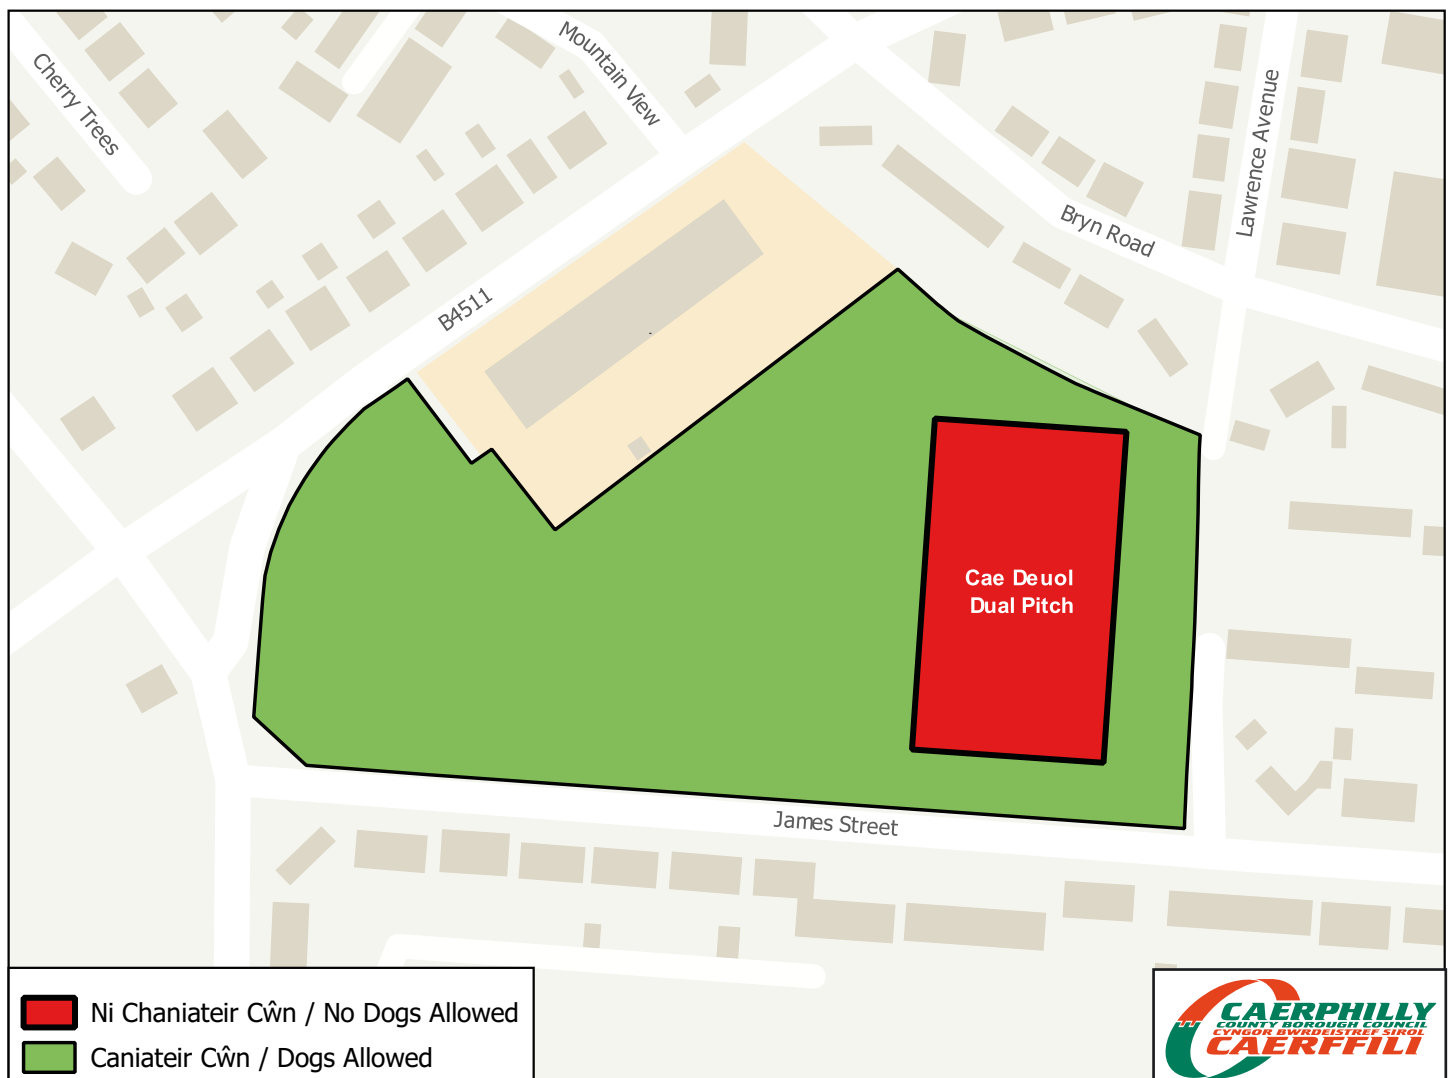 Mountain View
Cherry Trees
Lawrence Avenue
Bryn Road
B4511
Cae Deuol
Dual Pitch
James Street
Ni Chaniateir Cŵn / No Dogs Allowed
Caniateir Cŵn / Dogs Allowed
CAERPHILLY
COUNTY BOROUGH COUNCIL
CYNGOR BWRDEISTREF SIROL
CAERFFILI